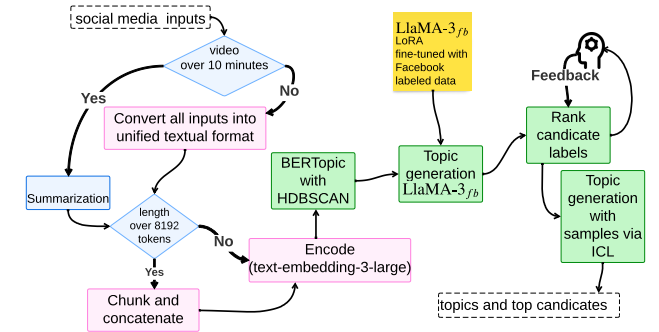 social media  inputs
video
over 10 minutes
Yes
No
Convert all inputs into
unified textual format
Summarization
length
over 8192
tokens
No
Yes
Chunk and
concatenate
Encode
(text-embedding-3-large)
BERTopic
with
HDBSCAN
LlaMA-3fb
LoRA
fine-tuned with
Facebook
labeled data
Topic
generation
LlaMA-3fb
Feedback
Rank
candidate
labels
Topic
generation
with
samples via
ICL
topics and top candidates